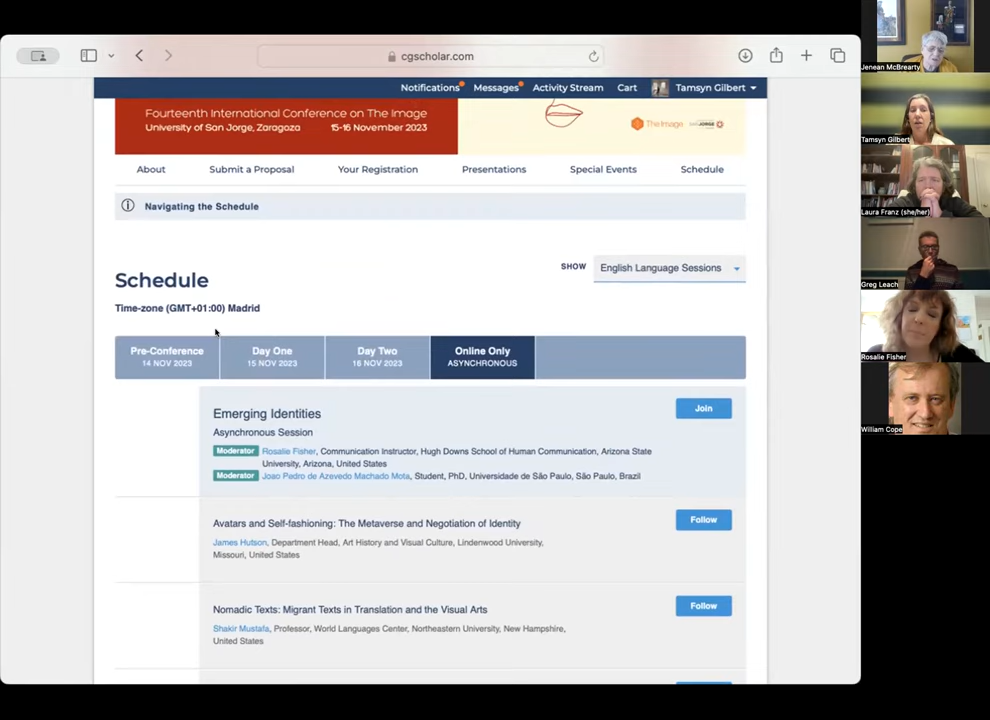 cgscholar.com
Notifications Messages Activity Stream Cart Tamsyn Gilbert
Fourteenth International Conference on The Image
University of San Jorge, Zaragoza 15-16 November 2023
The Image SANJORGE
About Submit a Proposal Your Registration Presentations Special Events Schedule
Navigating the Schedule
SHOW English Language Sessions
Schedule
Time-zone (GMT+01:00) Madrid
Pre-Conference Day One Day Two Online Only
14 NOV 2023 15 NOV 2023 16 NOV 2023 ASYNCHRONOUS
Emerging Identities Join
Asynchronous Session
Moderator Rosalie Fisher, Communication Instructor, Hugh Downs School of Human Communication, Arizona State
University, Arizona, United States
Moderator Joao Pedro de Azevedo Machado Mota, Student, PhD, Universidade de São Paulo, São Paulo, Brazil
Avatars and Self-fashioning: The Metaverse and Negotiation of Identity Follow
James Hutson, Department Head, Art History and Visual Culture, Lindenwood University,
Missouri, United States
Nomadic Texts: Migrant Texts in Translation and the Visual Arts Follow
Shakir Mustafa, Professor, World Languages Center, Northeastern University, New Hampshire,
United States
Jenean McBrearty
Tamsyn Gilbert
Laura Franz (she/her)
Greg Leach
Rosalie Fisher
William Cope